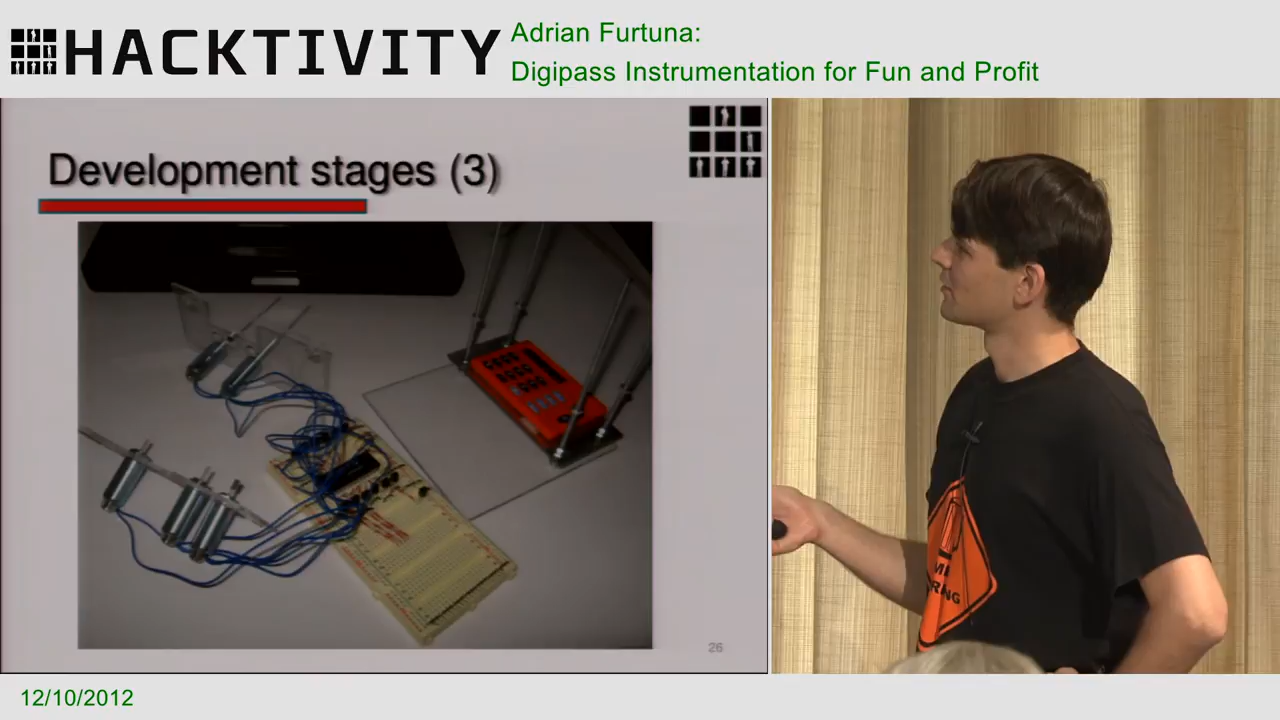 HACKTIVITY
Adrian Furtuna:
Digipass Instrumentation for Fun and Profit
Development stages (3)
26
12/10/2012